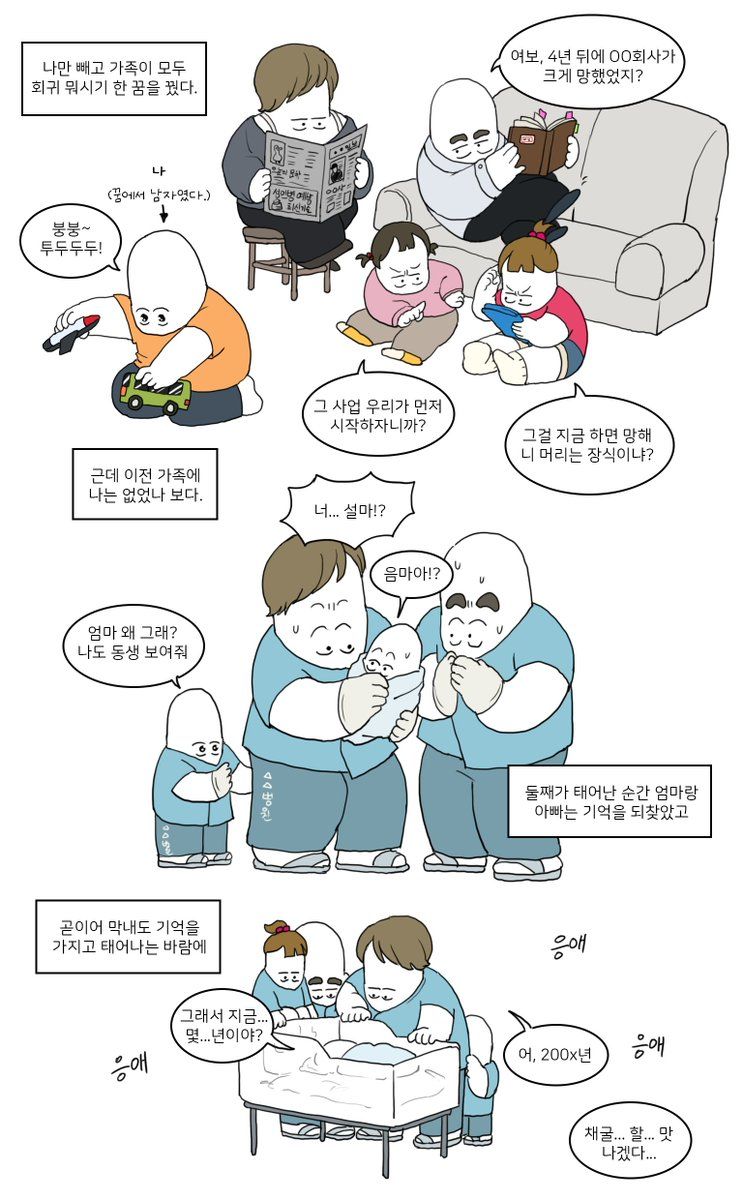 나만 빼고 가족이 모두
회귀 뭐시기 한 꿈을 꿨다.
여보, 4년 뒤에 OO회사가
크게 망했었지?
나
(꿈에서 남자였다.)
붕붕~
투두두두!
그 사업 우리가 먼저
시작하자니까?
그걸 지금 하면 망해
니 머리는 장식이냐?
근데 이전 가족에
나는 없었나 보다.
너... 설마!?
음마아!?
엄마 왜 그래?
나도 동생 보여줘
△△병원
△△병원
둘째가 태어난 순간 엄마랑
아빠는 기억을 되찾았고
곧이어 막내도 기억을
가지고 태어나는 바람에
응애
그래서 지금...
몇...년이야?
어, 200x년
응애
응애
채굴... 할... 맛
나겠다...